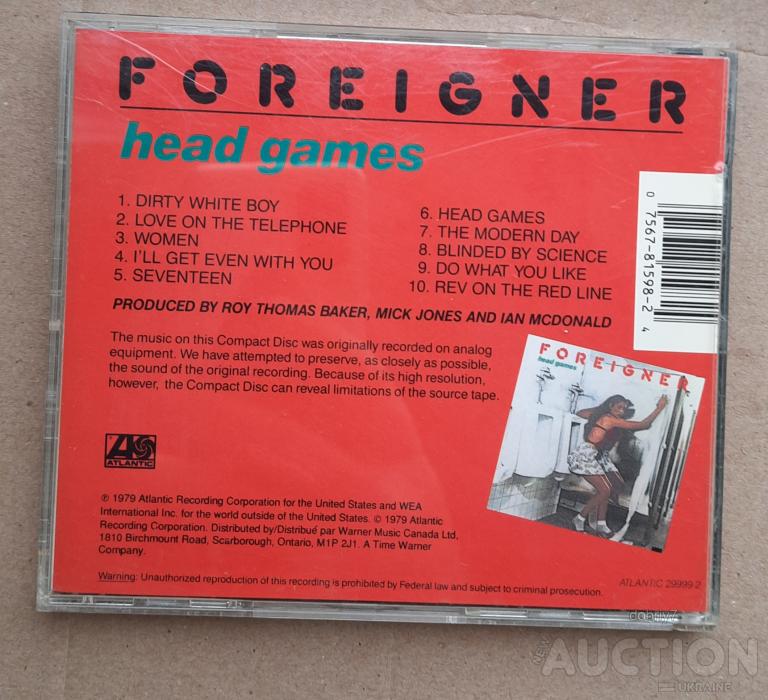 FOREIGNER
head games
1. DIRTY WHITE BOY
2. LOVE ON THE TELEPHONE
3. WOMEN
4. I'LL GET EVEN WITH YOU
5. SEVENTEEN
6. HEAD GAMES
7. THE MODERN DAY
8. BLINDED BY SCIENCE
9. DO WHAT YOU LIKE
10. REV ON THE RED LINE
0 7567-81598-2 4
PRODUCED BY ROY THOMAS BAKER, MICK JONES AND IAN MCDONALD
The music on this Compact Disc was originally recorded on analog
equipment. We have attempted to preserve, as closely as possible,
the sound of the original recording. Because of its high resolution,
however, the Compact Disc can reveal limitations of the source tape.
FOREIGNER
head games
ATLANTIC
℗ 1979 Atlantic Recording Corporation for the United States and WEA
International Inc. for the world outside of the United States. © 1979 Atlantic
Recording Corporation. Distributed by/Distribué par Warner Music Canada Ltd,
1810 Birchmount Road, Scarborough, Ontario, M1P 2J1. A Time Warner
Company.
Warning: Unauthorized reproduction of this recording is prohibited by Federal law and subject to criminal prosecution.
ATLANTIC 29999 2
NEW AUCTION
UKRAINE